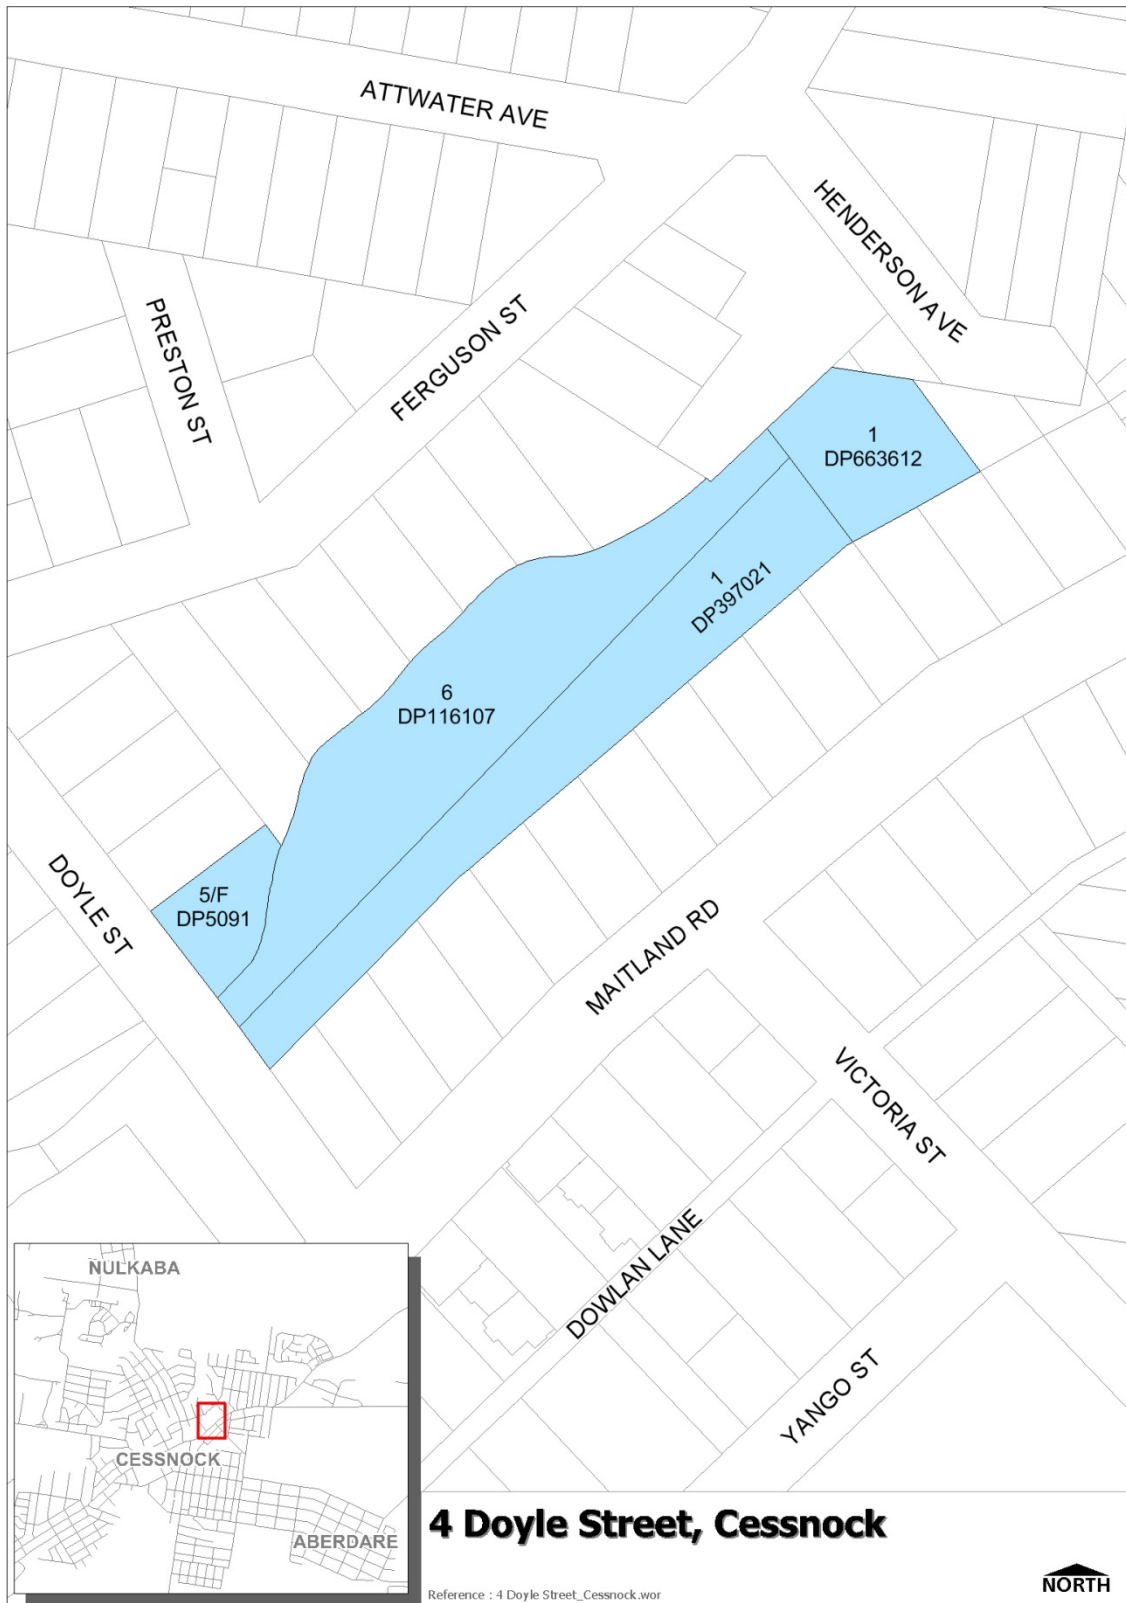 ATTWATER AVE
HENDERSON AVE
PRESTON ST
FERGUSON ST
1
DP663612
1
DP397021
6
DP116107
5/F
DP5091
DOYLE ST
MAITLAND RD
VICTORIA ST
DOWLAN LANE
YANGO ST
NULKABA
CESSNOCK
ABERDARE
4 Doyle Street, Cessnock
Reference : 4 Doyle Street_Cessnock.wor
NORTH